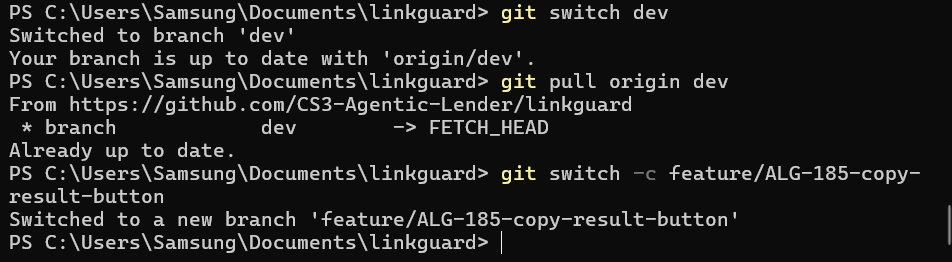 PS C:\Users\Samsung\Documents\linkguard> git switch dev
Switched to branch 'dev'
Your branch is up to date with 'origin/dev'.
PS C:\Users\Samsung\Documents\linkguard> git pull origin dev
From https://github.com/CS3-Agentic-Lender/linkguard
 * branch            dev        -> FETCH_HEAD
Already up to date.
PS C:\Users\Samsung\Documents\linkguard> git switch -c feature/ALG-185-copy-
result-button
Switched to a new branch 'feature/ALG-185-copy-result-button'
PS C:\Users\Samsung\Documents\linkguard>